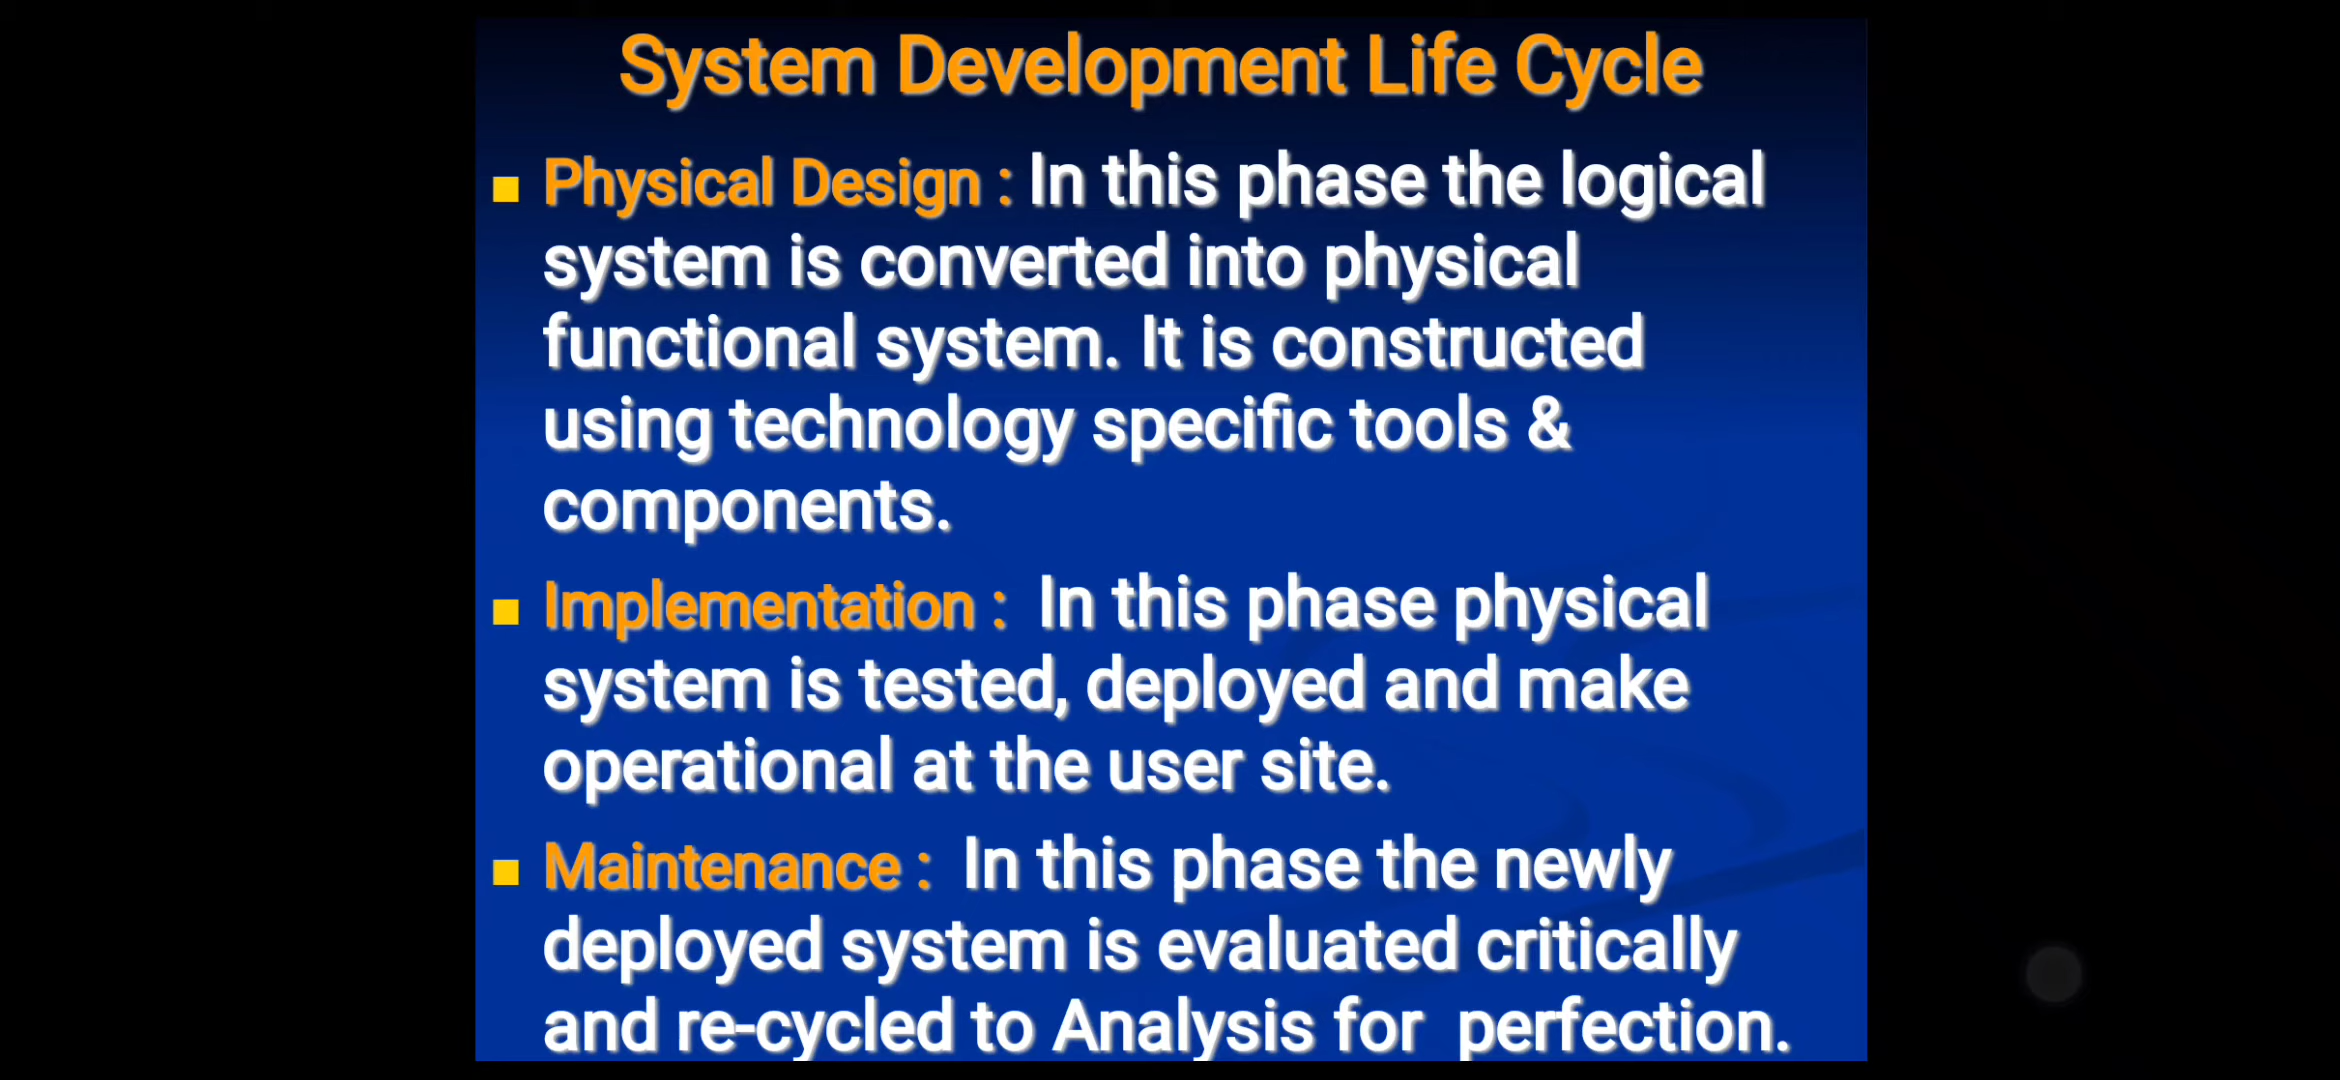 System Development Life Cycle
Physical Design : In this phase the logical
system is converted into physical
functional system. It is constructed
using technology specific tools &
components.
Implementation : In this phase physical
system is tested, deployed and make
operational at the user site.
Maintenance : In this phase the newly
deployed system is evaluated critically
and re-cycled to Analysis for perfection.